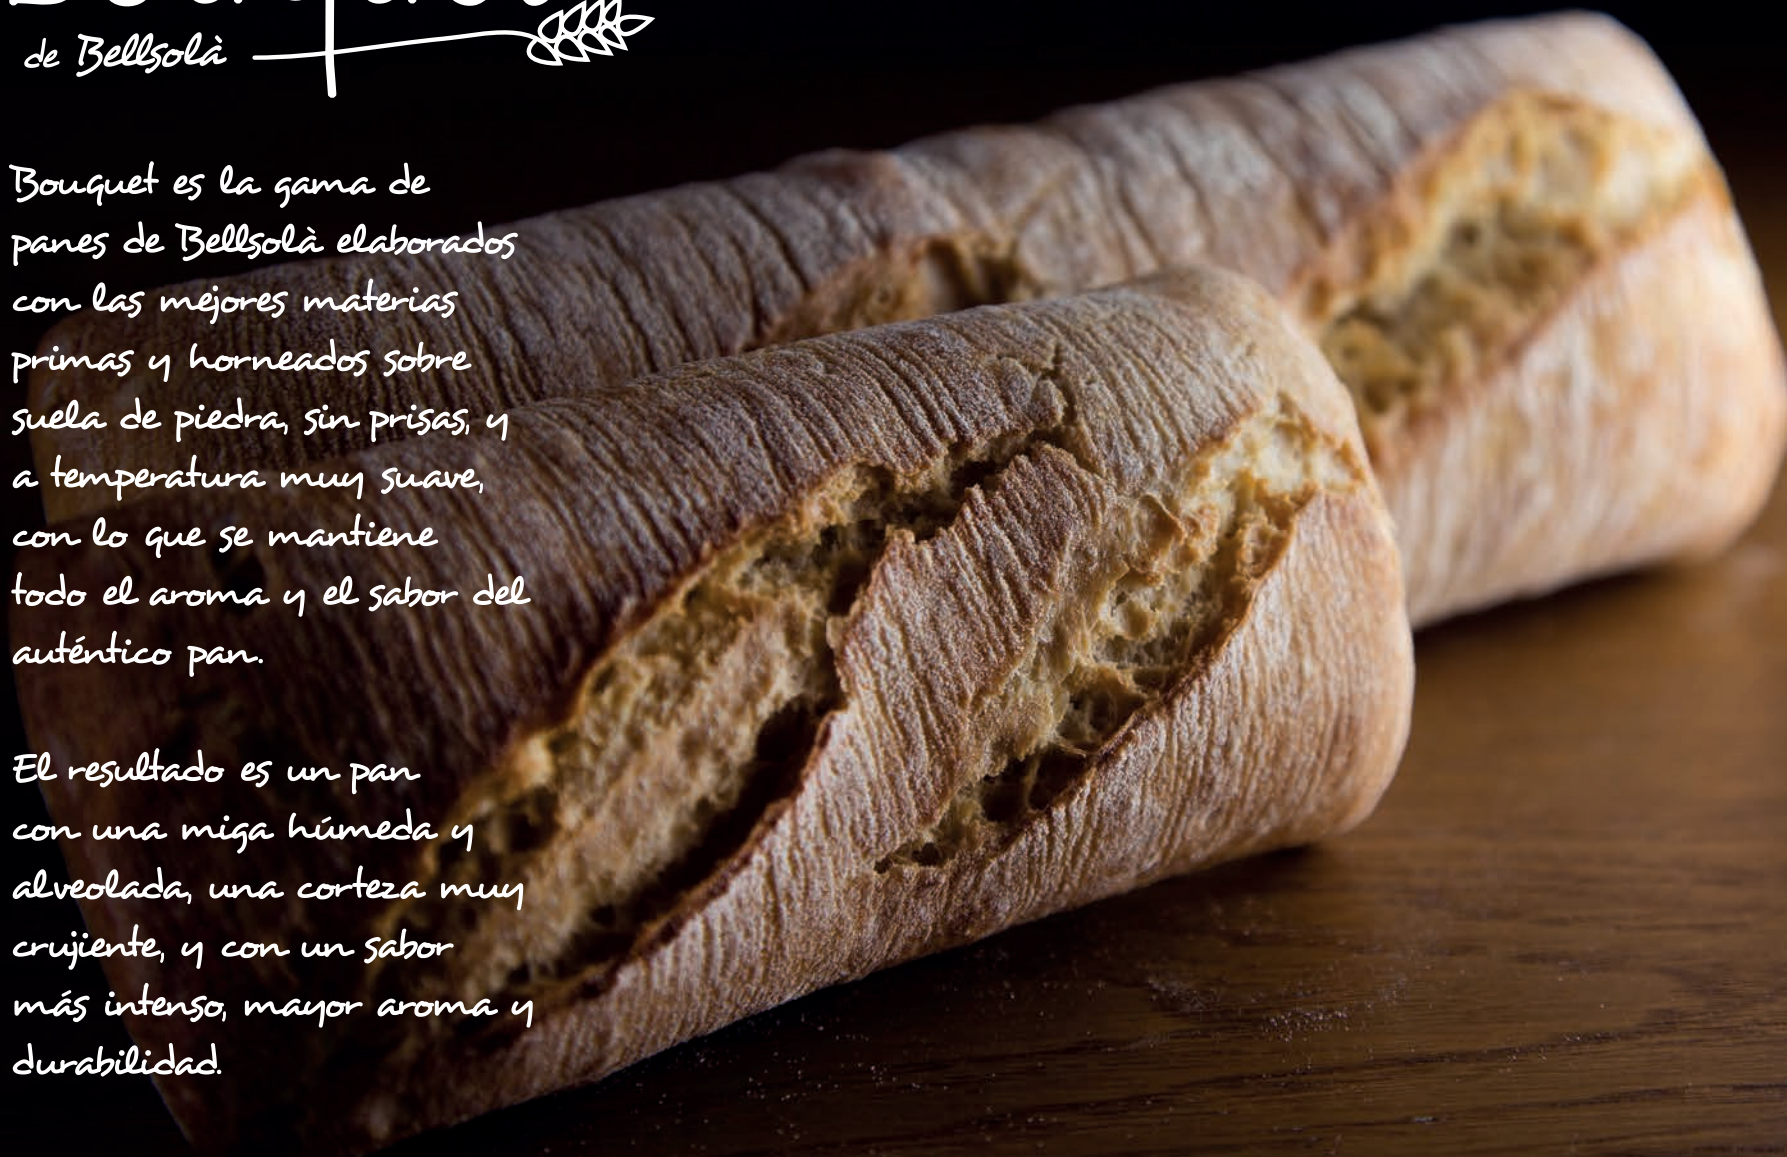 de Bellsolà
Bouquet es la gama de
panes de Bellsolà elaborados
con las mejores materias
primas y horneados sobre
suela de piedra, sin prisas, y
a temperatura muy suave,
con lo que se mantiene
todo el aroma y el sabor del
auténtico pan.
El resultado es un pan
con una miga húmeda y
alveolada, una corteza muy
crujiente, y con un sabor
más intenso, mayor aroma y
durabilidad.